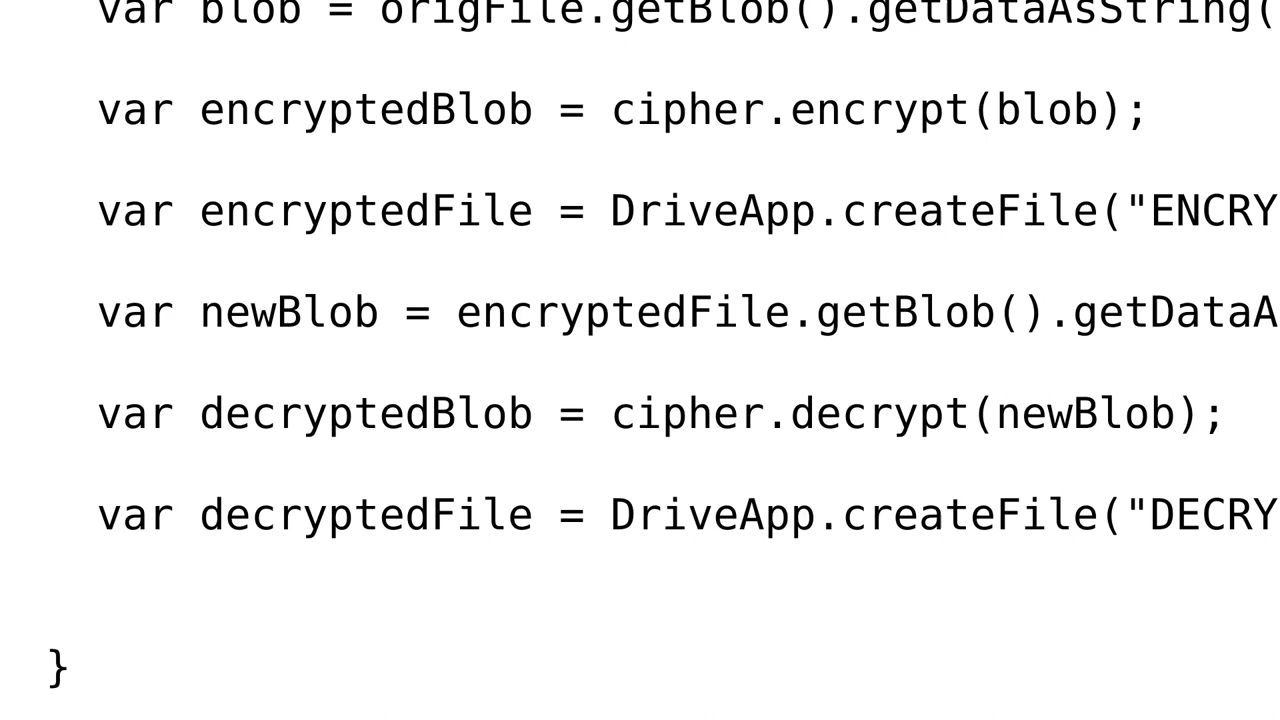 var blob = origFile.getBlob().getDataAsString(
var encryptedBlob = cipher.encrypt(blob);
var encryptedFile = DriveApp.createFile("ENCRY
var newBlob = encryptedFile.getBlob().getDataA
var decryptedBlob = cipher.decrypt(newBlob);
var decryptedFile = DriveApp.createFile("DECRY
}